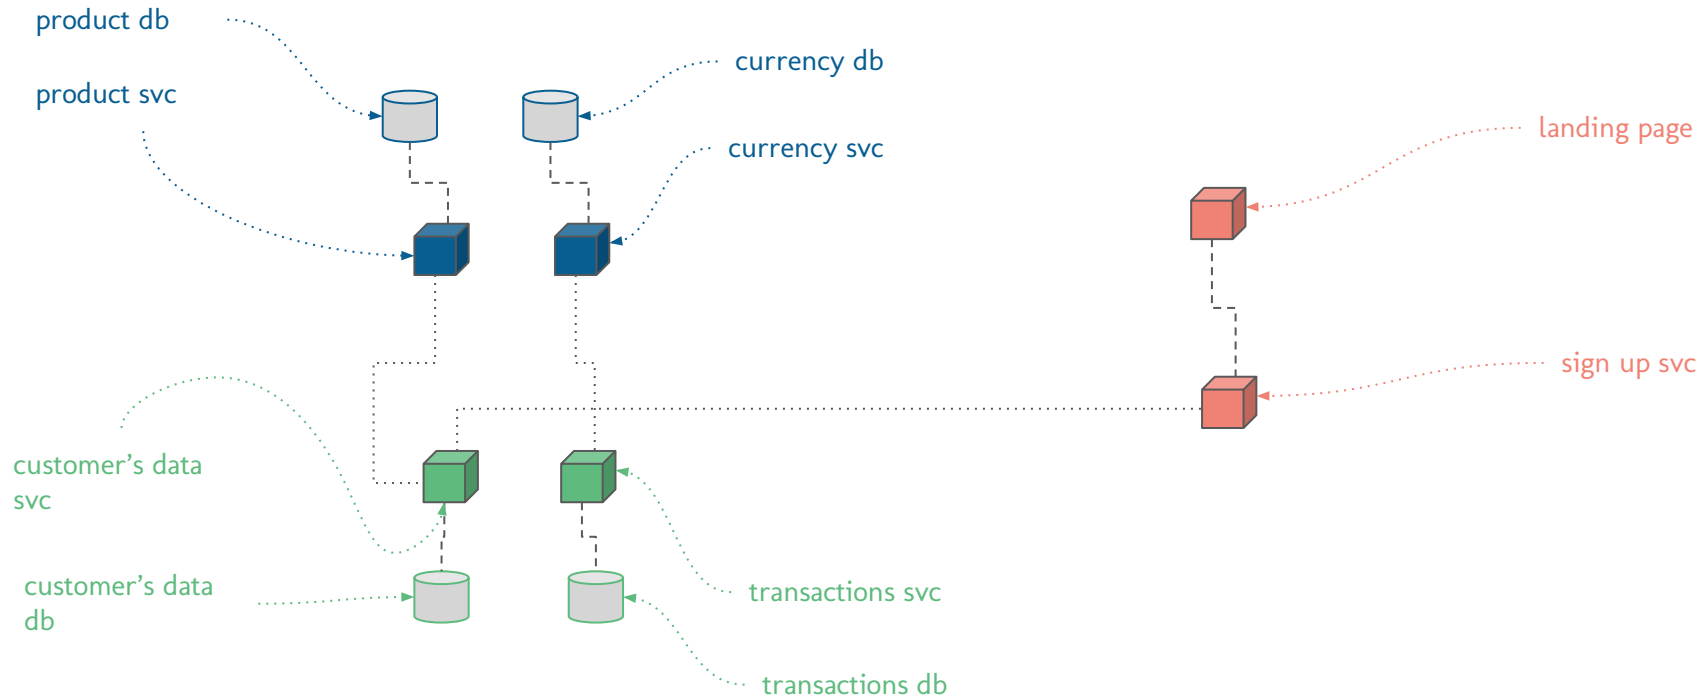 product db
currency db
product svc
landing page
currency svc
sign up svc
customer’s data
svc
customer’s data
db
transactions svc
transactions db